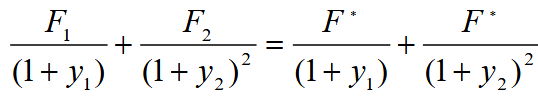 F₁/(1 + y₁) + F₂/(1 + y₂)² = F*/(1 + y₁) + F*/(1 + y₂)²